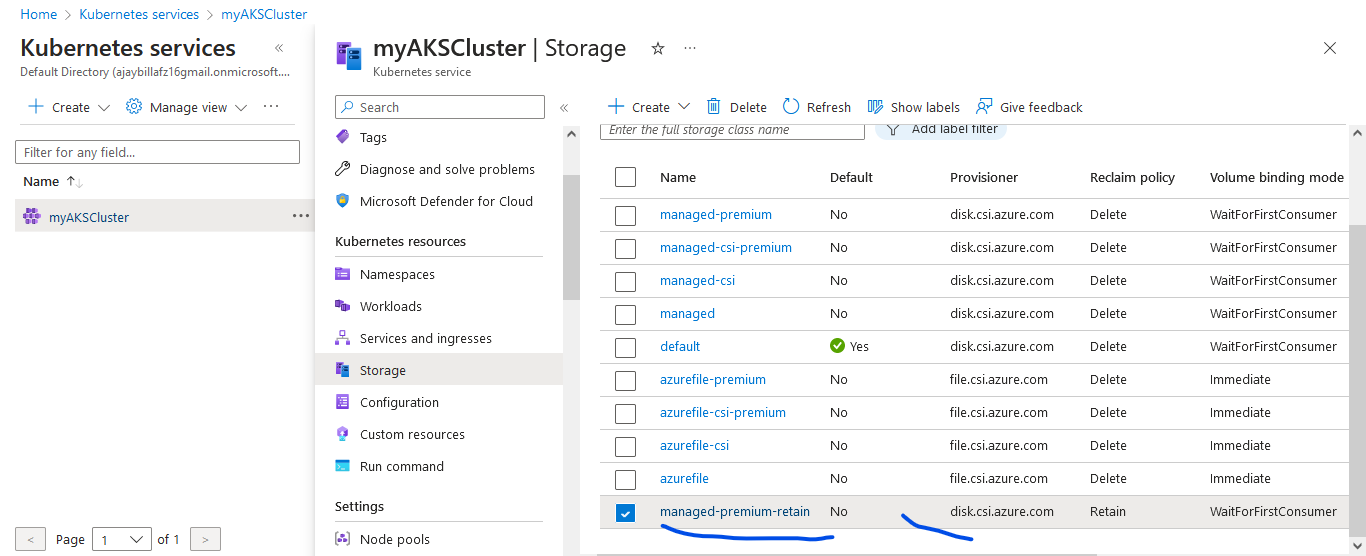 Home > Kubernetes services > myAKSCluster
Kubernetes services «
Default Directory (ajaybillafz16gmail.onmicrosoft....
+ Create Manage view ...
Filter for any field...
Name ↑↓
myAKSCluster ...
< Page 1 of 1 >
myAKSCluster | Storage ☆ ...
Kubernetes service
Search «
Tags
Diagnose and solve problems
Microsoft Defender for Cloud
Kubernetes resources
Namespaces
Workloads
Services and ingresses
Storage
Configuration
Custom resources
Run command
Settings
Node pools
+ Create Delete Refresh Show labels Give feedback
Enter the full storage class name Add label filter
Name Default Provisioner Reclaim policy Volume binding mode
managed-premium No disk.csi.azure.com Delete WaitForFirstConsumer
managed-csi-premium No disk.csi.azure.com Delete WaitForFirstConsumer
managed-csi No disk.csi.azure.com Delete WaitForFirstConsumer
managed No disk.csi.azure.com Delete WaitForFirstConsumer
default Yes disk.csi.azure.com Delete WaitForFirstConsumer
azurefile-premium No file.csi.azure.com Delete Immediate
azurefile-csi-premium No file.csi.azure.com Delete Immediate
azurefile-csi No file.csi.azure.com Delete Immediate
azurefile No file.csi.azure.com Delete Immediate
managed-premium-retain No disk.csi.azure.com Retain WaitForFirstConsumer